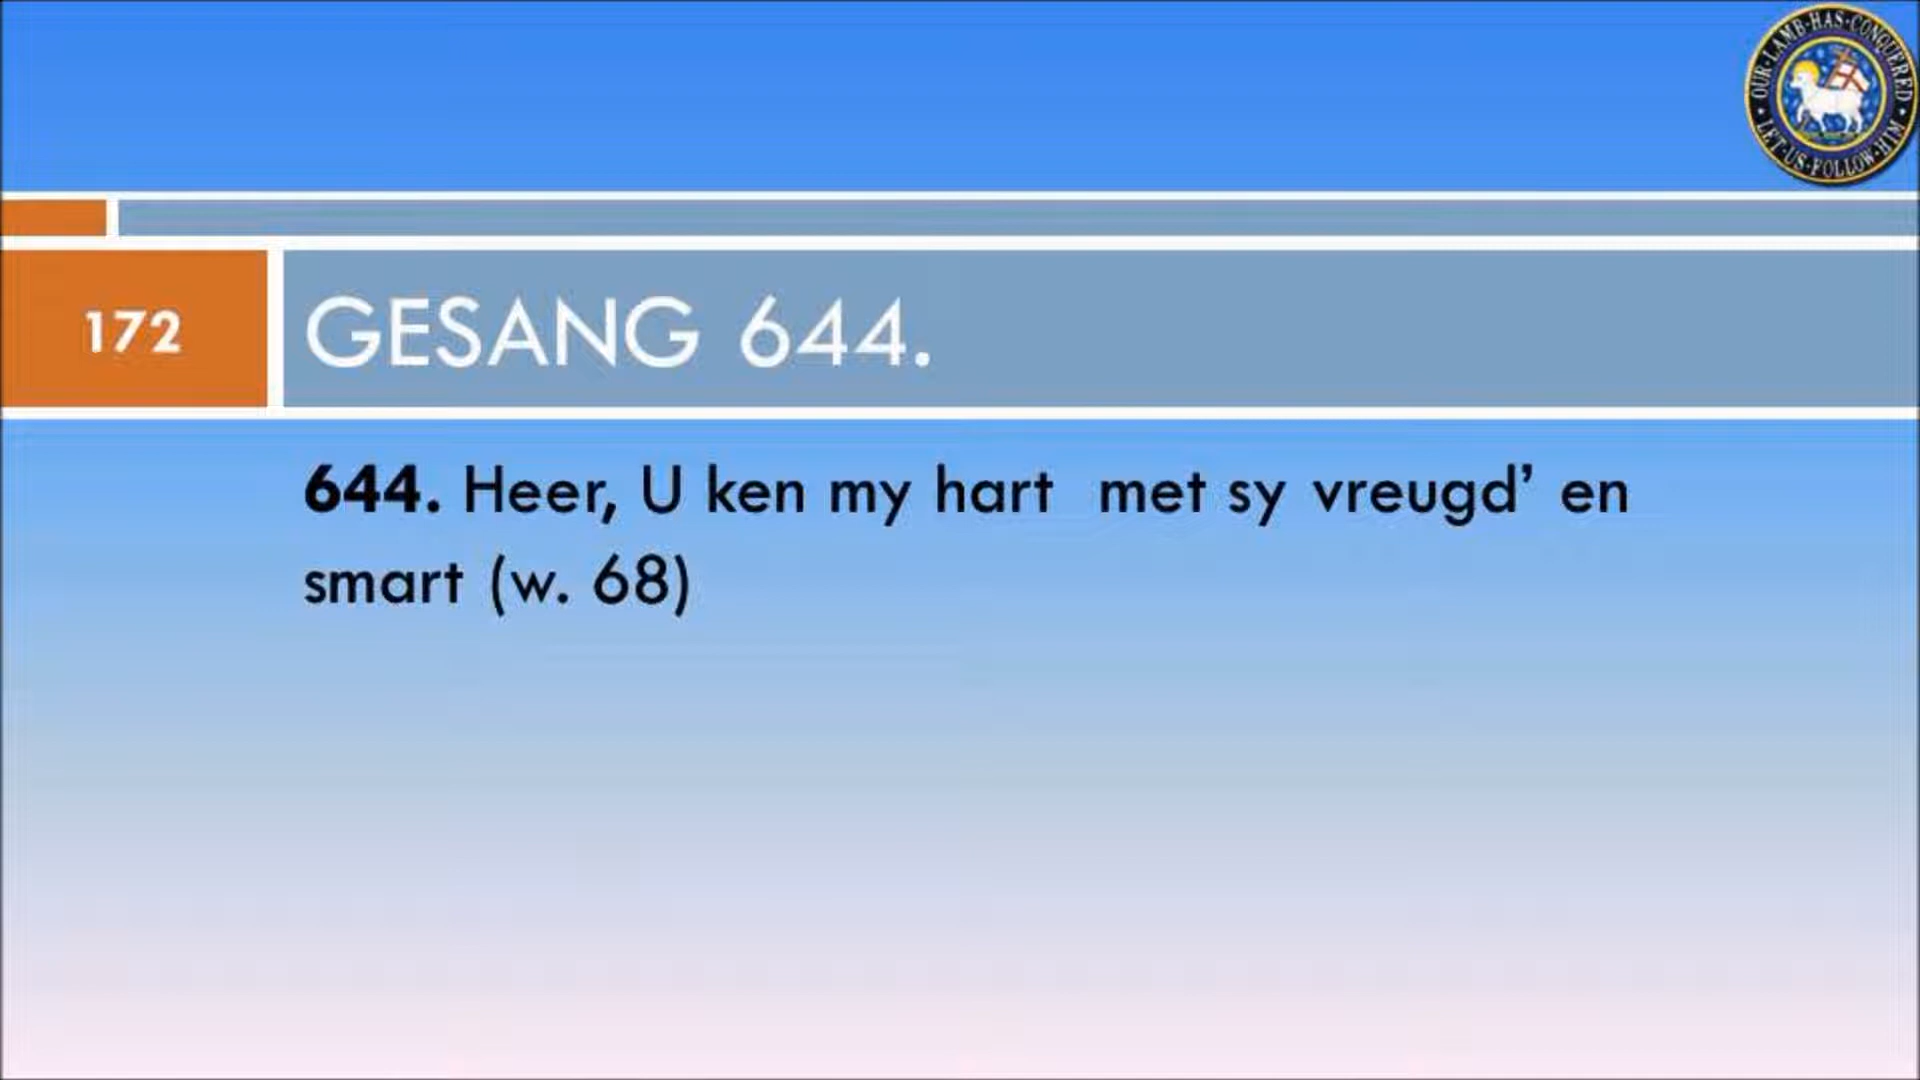 OUR·LAMB·HAS·CONQUERED·
LET·US·FOLLOW·HIM·
172
GESANG 644.
644. Heer, U ken my hart  met sy vreugd’ en
smart (w. 68)